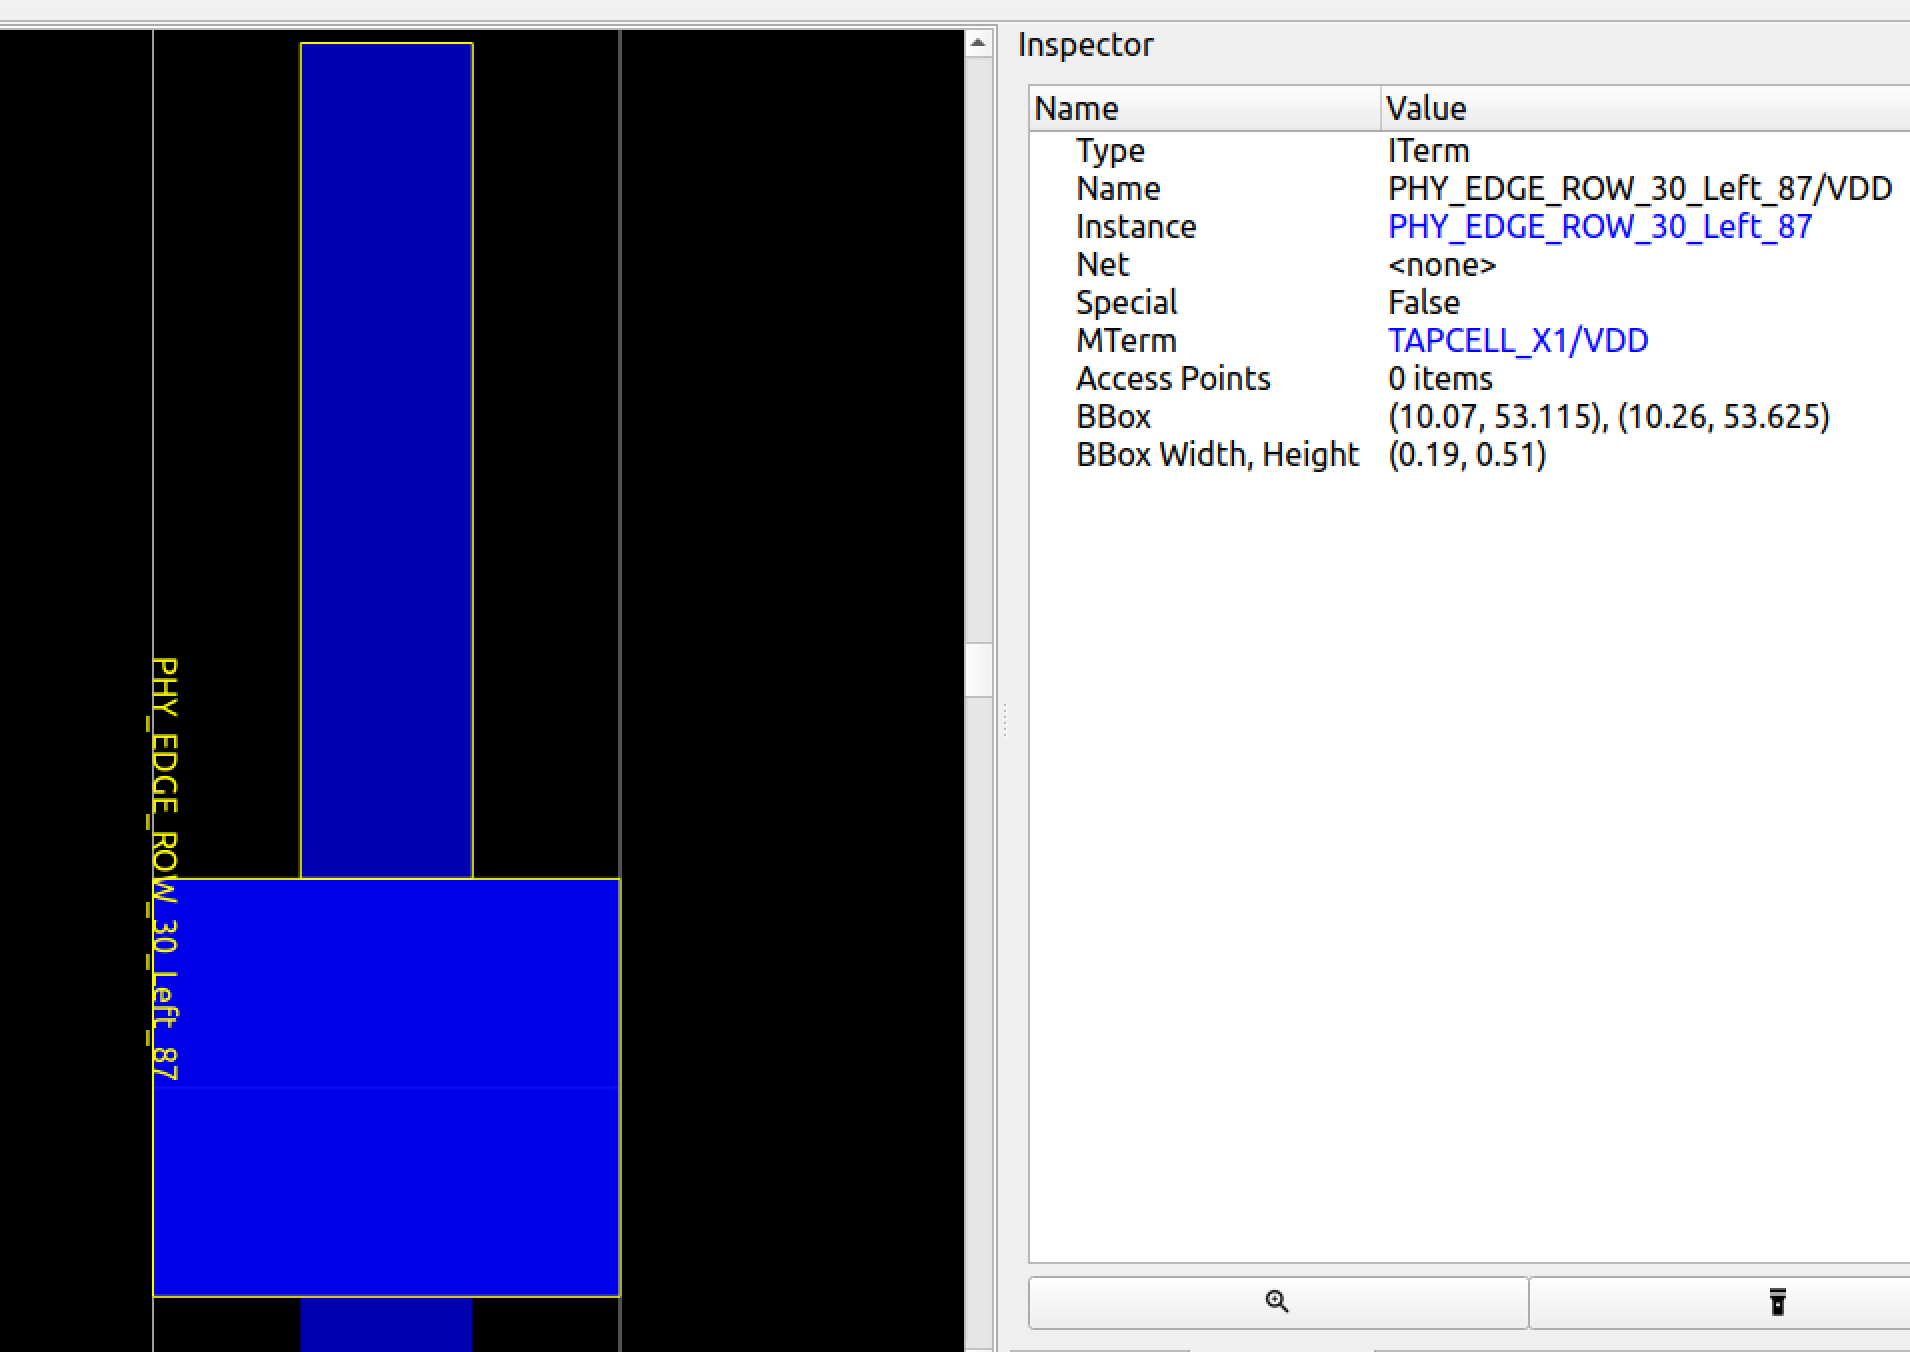 Inspector
Name Value
Type ITerm
Name PHY_EDGE_ROW_30_Left_87/VDD
Instance PHY_EDGE_ROW_30_Left_87
Net <none>
Special False
MTerm TAPCELL_X1/VDD
Access Points 0 items
BBox (10.07, 53.115), (10.26, 53.625)
BBox Width, Height (0.19, 0.51)
PHY_EDGE_ROW_30_Left_87